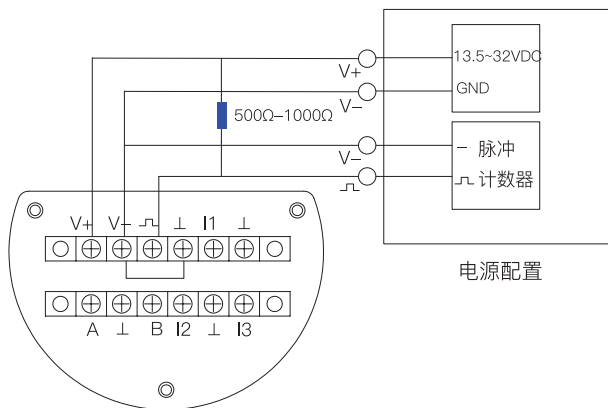 V+
13.5~32VDC
V-
GND
500Ω-1000Ω
V-
- 脉冲
⎍ 计数器
⎍
V+ V- ⎍ ⊥ I1 ⊥
A ⊥ B I2 ⊥ I3
电源配置